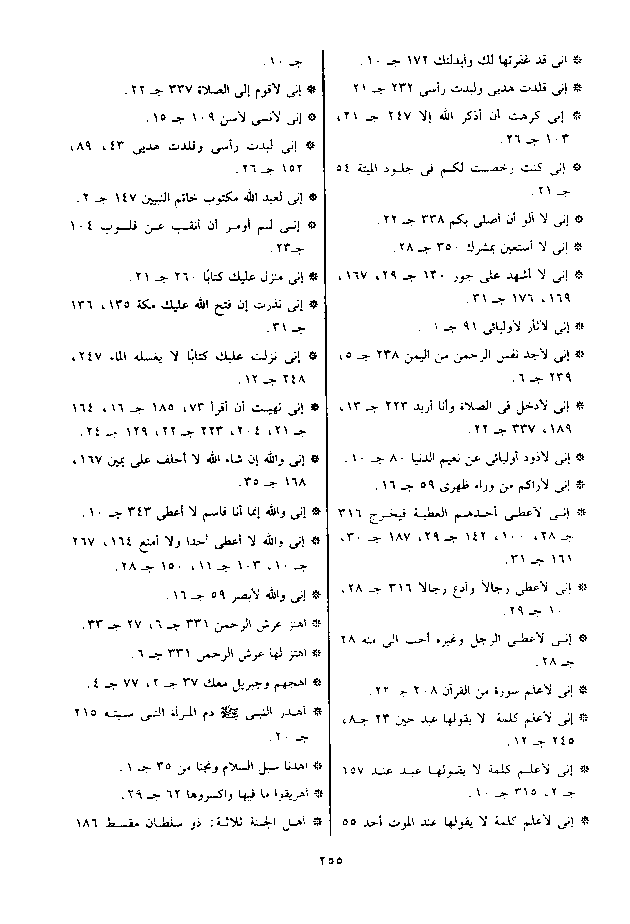 * إنى قد غفرتها لك وأبدلتك ١٧٢ جـ ١٠.
* إنى قلدت هديى ولبدت رأسى ٢٣٢ جـ ٢١
* إنى كرهت أن أذكر الله إلا ٢٤٧ جـ ٢١،
١٠٣ جـ ٢٦.
* إنى كنت رخصت لكم فى جلود الميتة ٥٤
جـ ٢١.
* إنى لا ألو أن أصلى بكم ٣٣٨ جـ ٢٢.
* إنى لا أستعين بمشرك ٣٥٠ جـ ٢٨.
* إنى لا أشهد على جور ١٣٠ جـ ٢٩، ١٦٧،
١٦٩، ١٧٦ جـ ٣١.
* إنى لأثأر لأوليائى ٩١ جـ ١.
* إنى لأجد نفس الرحمن من اليمن ٢٣٨ جـ ٥،
٢٣٩ جـ ٦.
* إنى لأدخل فى الصلاة وأنا أريد ٢٢٣ جـ ١٣،
١٨٩، ٣٣٧ جـ ٢٢.
* إنى لأذود أوليائى عن نعيم الدنيا ٨٠ جـ ١٠.
* إنى لأراكم من وراء ظهرى ٥٩ جـ ١٦.
* إنى لأعطى أحدهم العطية فيخرج ٣١٦
جـ ٢٨، ١٠٠، ١٤٢ جـ ٢٩، ١٨٧ جـ ٣٠،
١٦١ جـ ٣١.
* إنى لأعطى رجالاً وأدع رجالا ٣١٦ جـ ٢٨،
١٠ جـ ٢٩.
* إنى لأعطى الرجل وغيره أحب الى منه ٢٨
جـ ٢٨.
* إنى لأعلم سورة من القرآن ٢٠٨ جـ ٢٢.
* إنى لأعلم كلمة لا يقولها عبد حين ٢٣ جـ٨،
٢٤٥ جـ ١٢.
* إنى لأعلم كلمة لا يقولها عبد عند ١٥٧
جـ ٢، ٣١٥ جـ ١٠.
* إنى لأعلم كلمة لا يقولها عند الموت أحد ٥٥
جـ ١٠.
* إنى لأقوم إلى الصلاة ٣٣٧ جـ ٢٢.
* إنى لأنسى لأسن ١٠٩ جـ ١٥.
* إنى لبدت رأسى وقلدت هديى ٤٣، ٨٩،
١٥٢ جـ ٢٦.
* إنى لعبد الله مكتوب خاتم النبيين ١٤٧ جـ ٢.
* إنى لم أومر أن أنقب عن قلوب ١٠٤
جـ٢٣.
* إنى منزل عليك كتابًا ٢٦٠ جـ ٢١.
* إنى نذرت إن فتح الله عليك مكة ١٣٥، ١٣٦
جـ ٣١.
* إنى نزلت عليك كتابًا لا يغسله الماء ٢٤٧،
٢٤٨ جـ ١٢.
* إنى نهيت أن أقرأ ٧٣، ١٨٥ جـ ١٦، ١٦٤
جـ ٢١، ٢٠٤، ٢٢٣ جـ ٢٢، ١٢٩ جـ ٢٤.
* إنى والله إن شاء الله لا أحلف على يمين ١٦٧،
١٦٨ جـ ٣٥.
* إنى والله إنما أنا قاسم لا أعطى ٣٤٣ جـ ١٠.
* إنى والله لا أعطى أحدا ولا أمنع ١٦٤، ٢٦٧
جـ ١٠، ١٠٣ جـ ١١، ١٥٠ جـ ٢٨.
* إنى والله لأبصر ٥٩ جـ ١٦.
* اهتز عرش الرحمن ٣٣١ جـ ٦، ٢٧ جـ ٣٣.
* اهتز لها عرش الرحمن ٣٣١ جـ ٦.
* اهجهم وجبريل معك ٣٧ جـ ٢، ٧٧ جـ ٤.
* أهدر النبى ﷺ دم المرأة التى سبته ٢١٥
جـ ٢٠.
* اهدنا سبل السلام ونجنا من ٣٥ جـ ١.
* أهريقوا ما فيها واكسروها ٦٢ جـ ٢٩.
* أهل الجنة ثلاثة: ذو سلطان مقسط ١٨٦
٢٥٥